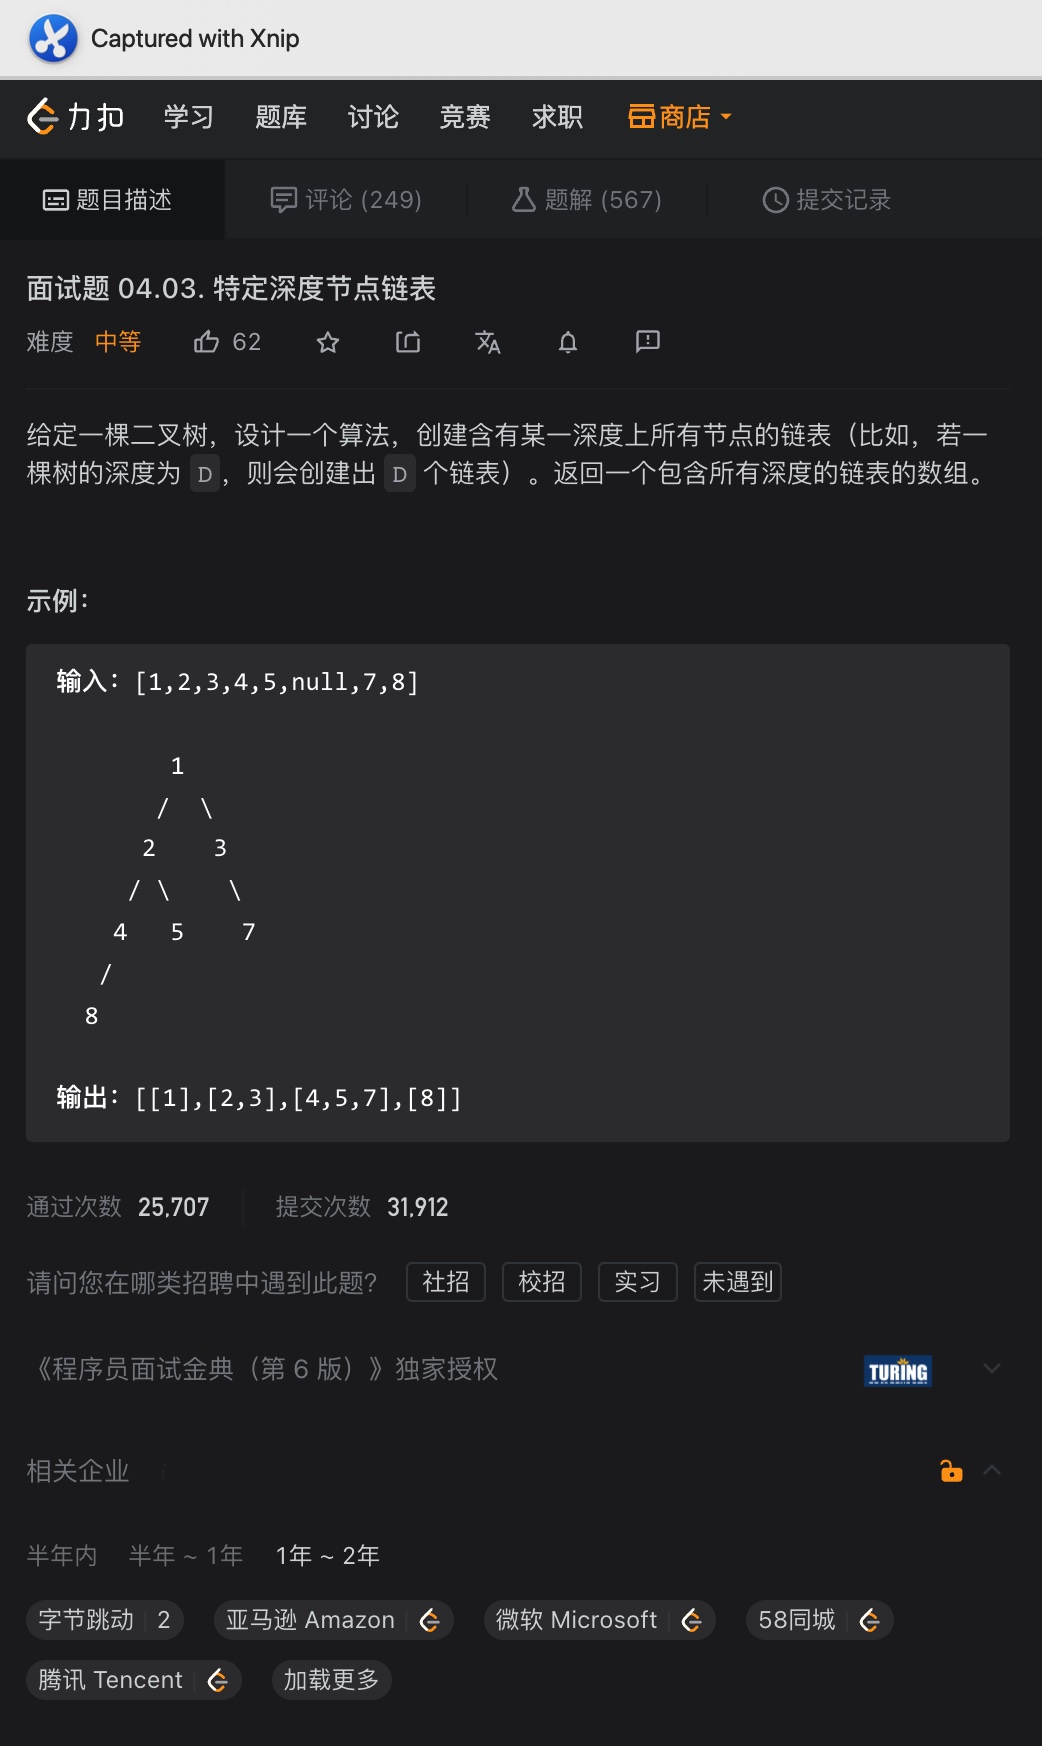 Captured with Xnip
力扣 学习 题库 讨论 竞赛 求职 商店
题目描述 评论 (249) 题解 (567) 提交记录
面试题 04.03. 特定深度节点链表
难度 中等 62
给定一棵二叉树，设计一个算法，创建含有某一深度上所有节点的链表（比如，若一
棵树的深度为 D，则会创建出 D 个链表）。返回一个包含所有深度的链表的数组。
示例：
输入：[1,2,3,4,5,null,7,8]
1
/ \
2 3
/ \ \
4 5 7
/
8
输出：[[1],[2,3],[4,5,7],[8]]
通过次数 25,707 提交次数 31,912
请问您在哪类招聘中遇到此题? 社招 校招 实习 未遇到
《程序员面试金典（第 6 版）》独家授权 TURING
相关企业
半年内 半年 ~ 1年 1年 ~ 2年
字节跳动 2 亚马逊 Amazon 微软 Microsoft 58同城
腾讯 Tencent 加载更多